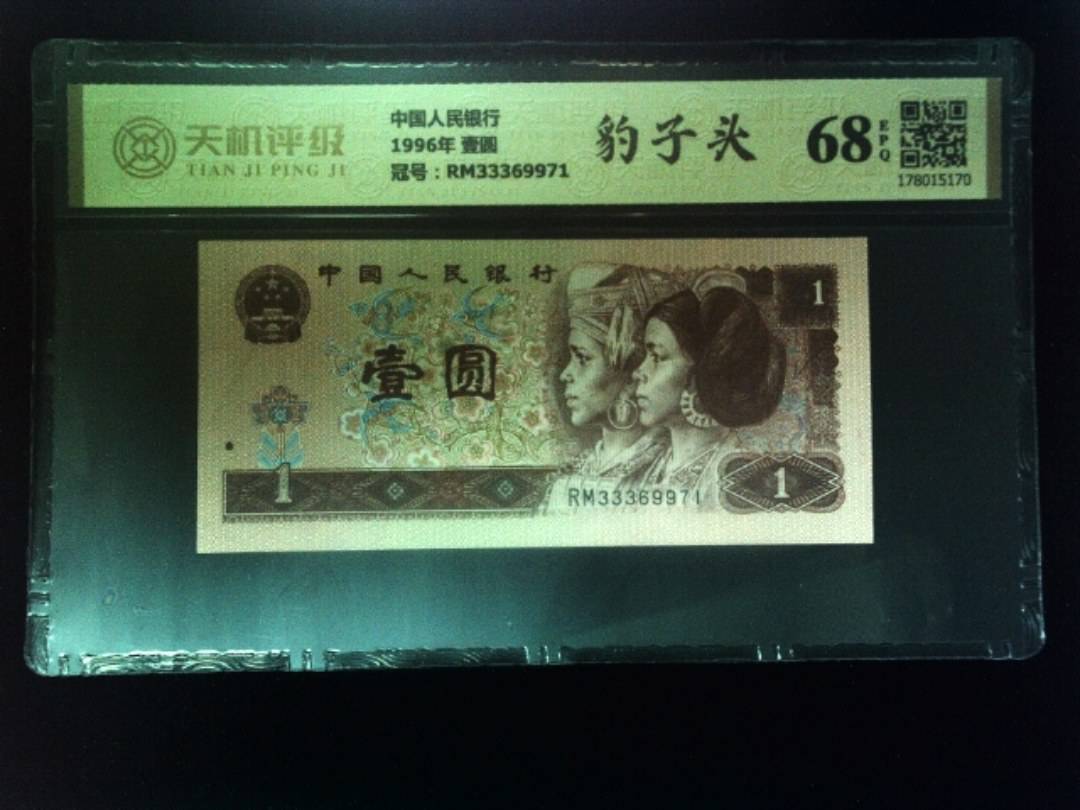 天机评级
TIAN JI PING JI
中国人民银行
1996年 壹圆
冠号：RM33369971
豹子头
68
EPQ
178015170
中国人民银行
1
壹圆
1
RM33369971
1